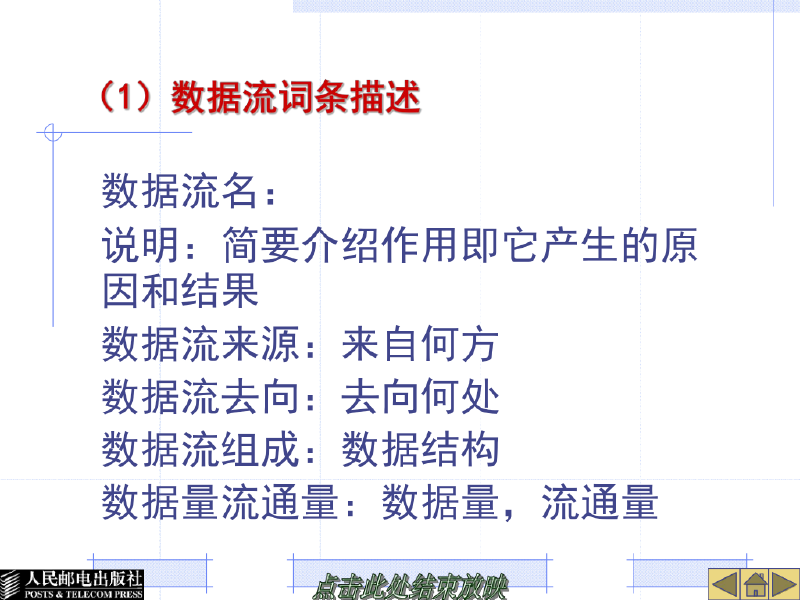 （1）数据流词条描述
数据流名：
说明：简要介绍作用即它产生的原
因和结果
数据流来源：来自何方
数据流去向：去向何处
数据流组成：数据结构
数据量流通量：数据量，流通量
人民邮电出版社
POSTS & TELECOM PRESS
点击此处结束放映